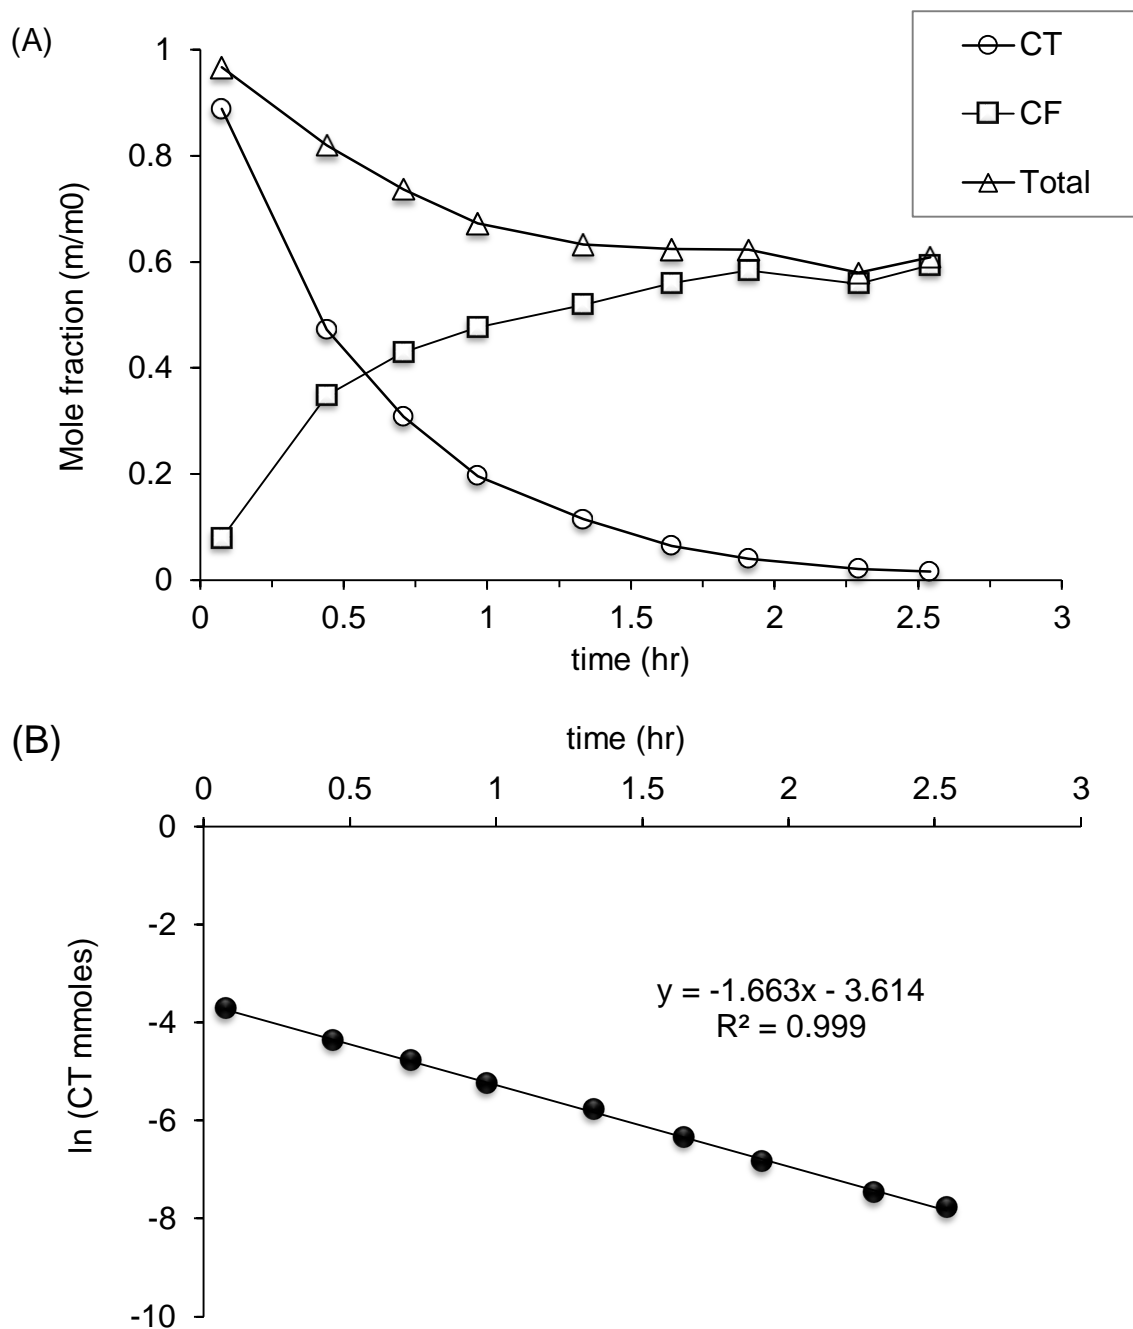 (A)
CT
CF
Total
Mole fraction (m/m0)
1
0.8
0.6
0.4
0.2
0
0 0.5 1 1.5 2 2.5 3
time (hr)
(B)
time (hr)
0 0.5 1 1.5 2 2.5 3
ln (CT mmoles)
0
-2
-4
-6
-8
-10
y = -1.663x - 3.614
R² = 0.999